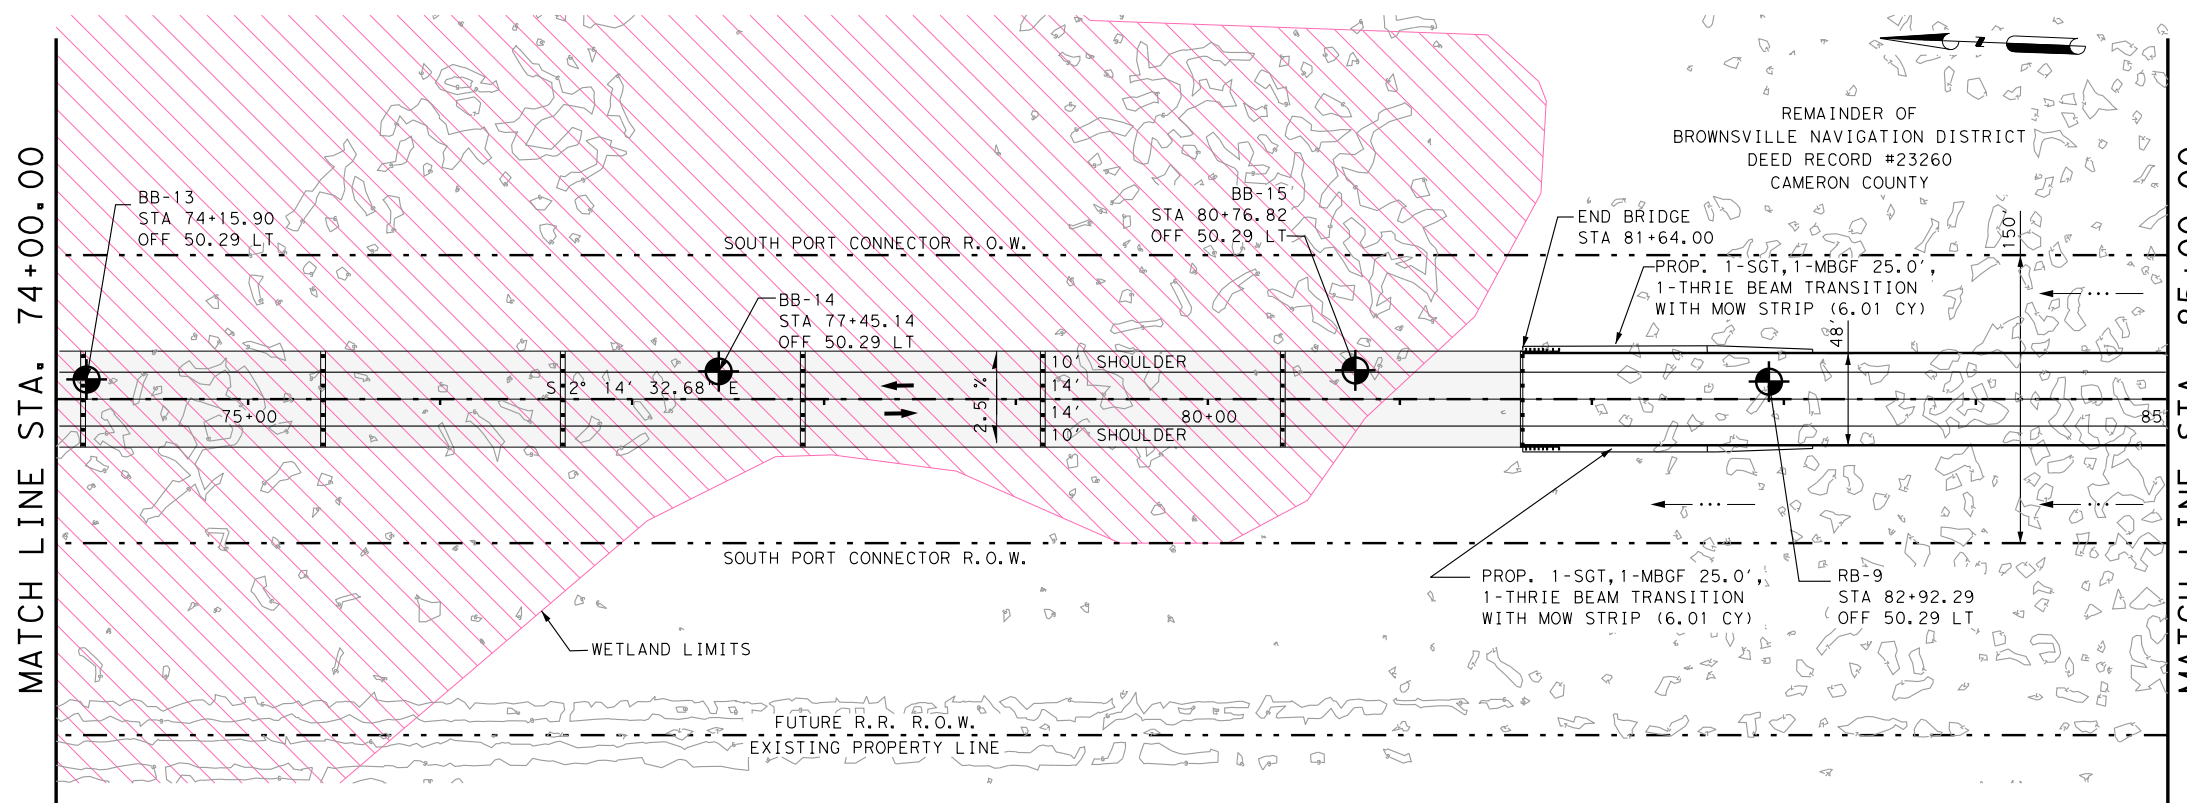 MATCH LINE STA. 74+00.00
BB-13
STA 74+15.90
OFF 50.29 LT
SOUTH PORT CONNECTOR R.O.W.
BB-14
STA 77+45.14
OFF 50.29 LT
BB-15
STA 80+76.82
OFF 50.29 LT
END BRIDGE
STA 81+64.00
PROP. 1-SGT, 1-MBGF 25.0',
1-THRIE BEAM TRANSITION
WITH MOW STRIP (6.01 CY)
REMAINDER OF
BROWNSVILLE NAVIGATION DISTRICT
DEED RECORD #23260
CAMERON COUNTY
N
150'
48'
10' SHOULDER
14'
14'
10' SHOULDER
2.5%
S 2° 14' 32.68" E
75+00
80+00
85
SOUTH PORT CONNECTOR R.O.W.
PROP. 1-SGT, 1-MBGF 25.0',
1-THRIE BEAM TRANSITION
WITH MOW STRIP (6.01 CY)
RB-9
STA 82+92.29
OFF 50.29 LT
WETLAND LIMITS
FUTURE R.R. R.O.W.
EXISTING PROPERTY LINE
MATCH LINE STA. 85+00.00